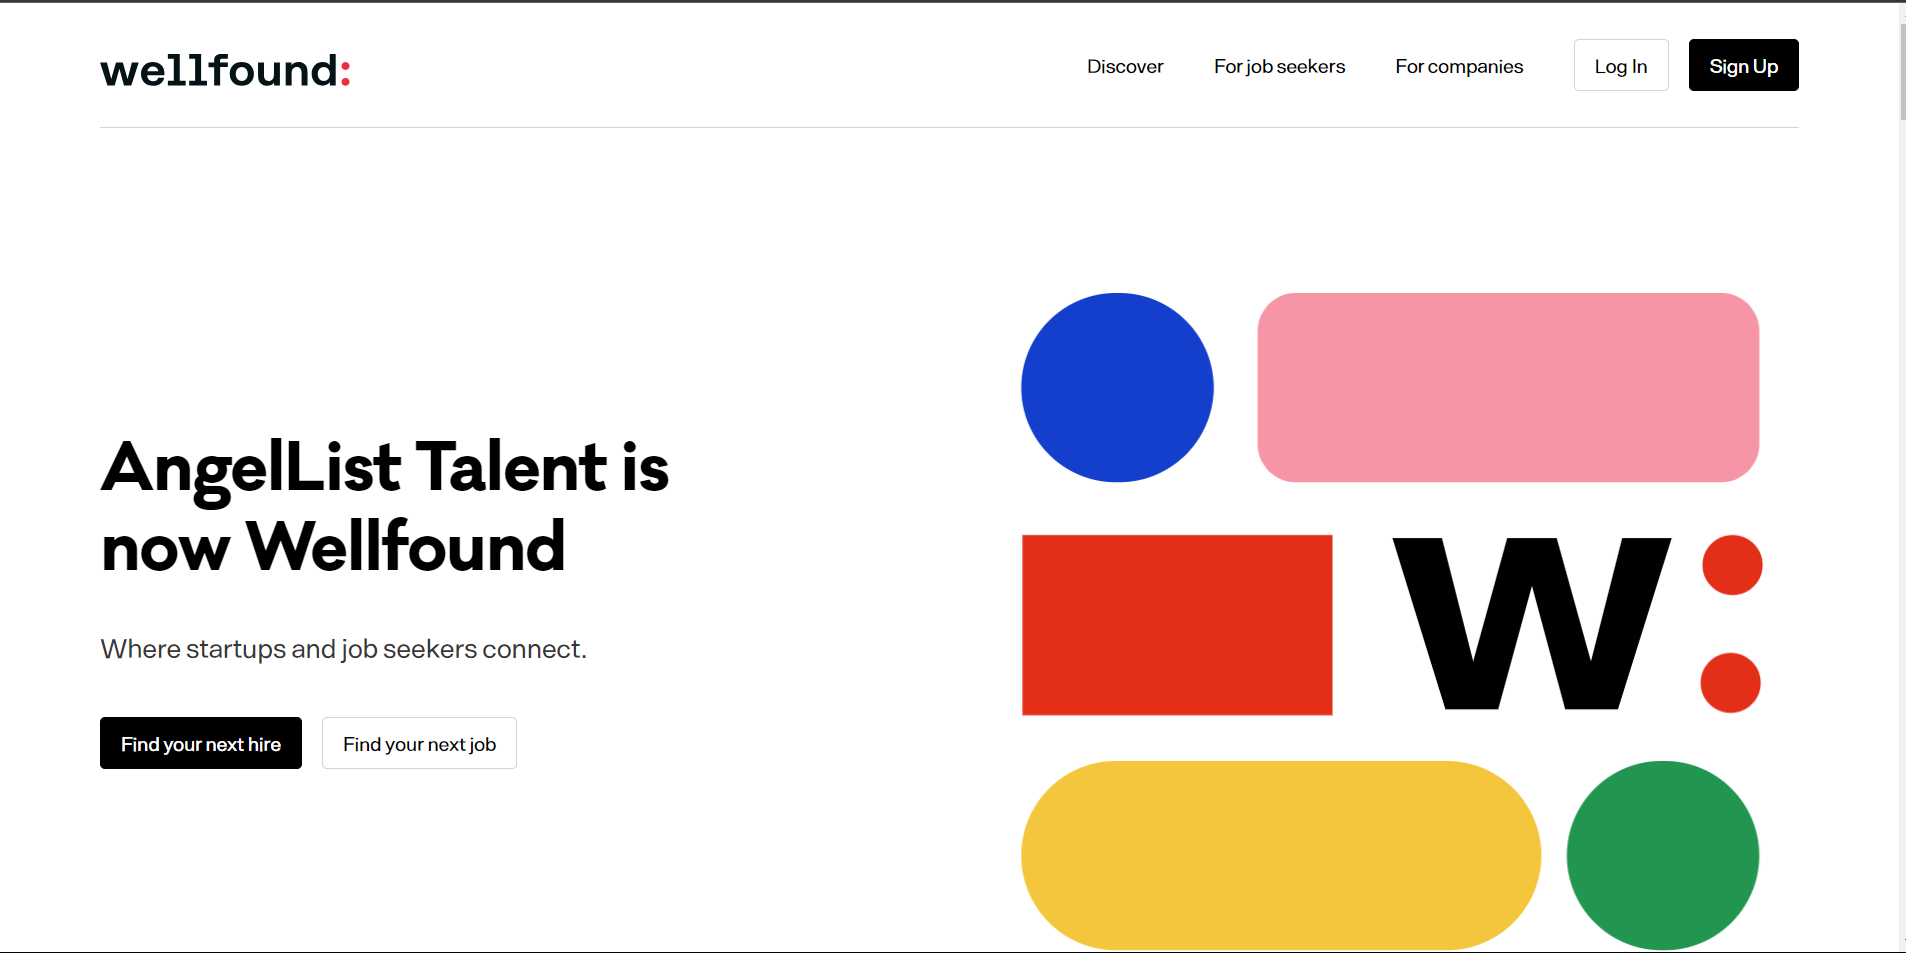 wellfound:
Discover
For job seekers
For companies
Log In
Sign Up
AngelList Talent is
now Wellfound
Where startups and job seekers connect.
Find your next hire
Find your next job
W: